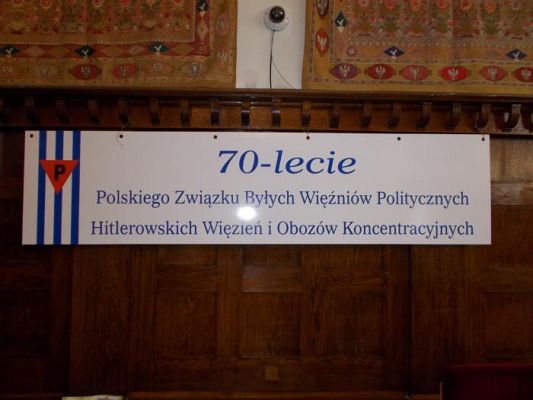 P
70-lecie
Polskiego Związku Byłych Więźniów Politycznych
Hitlerowskich Więzień i Obozów Koncentracyjnych